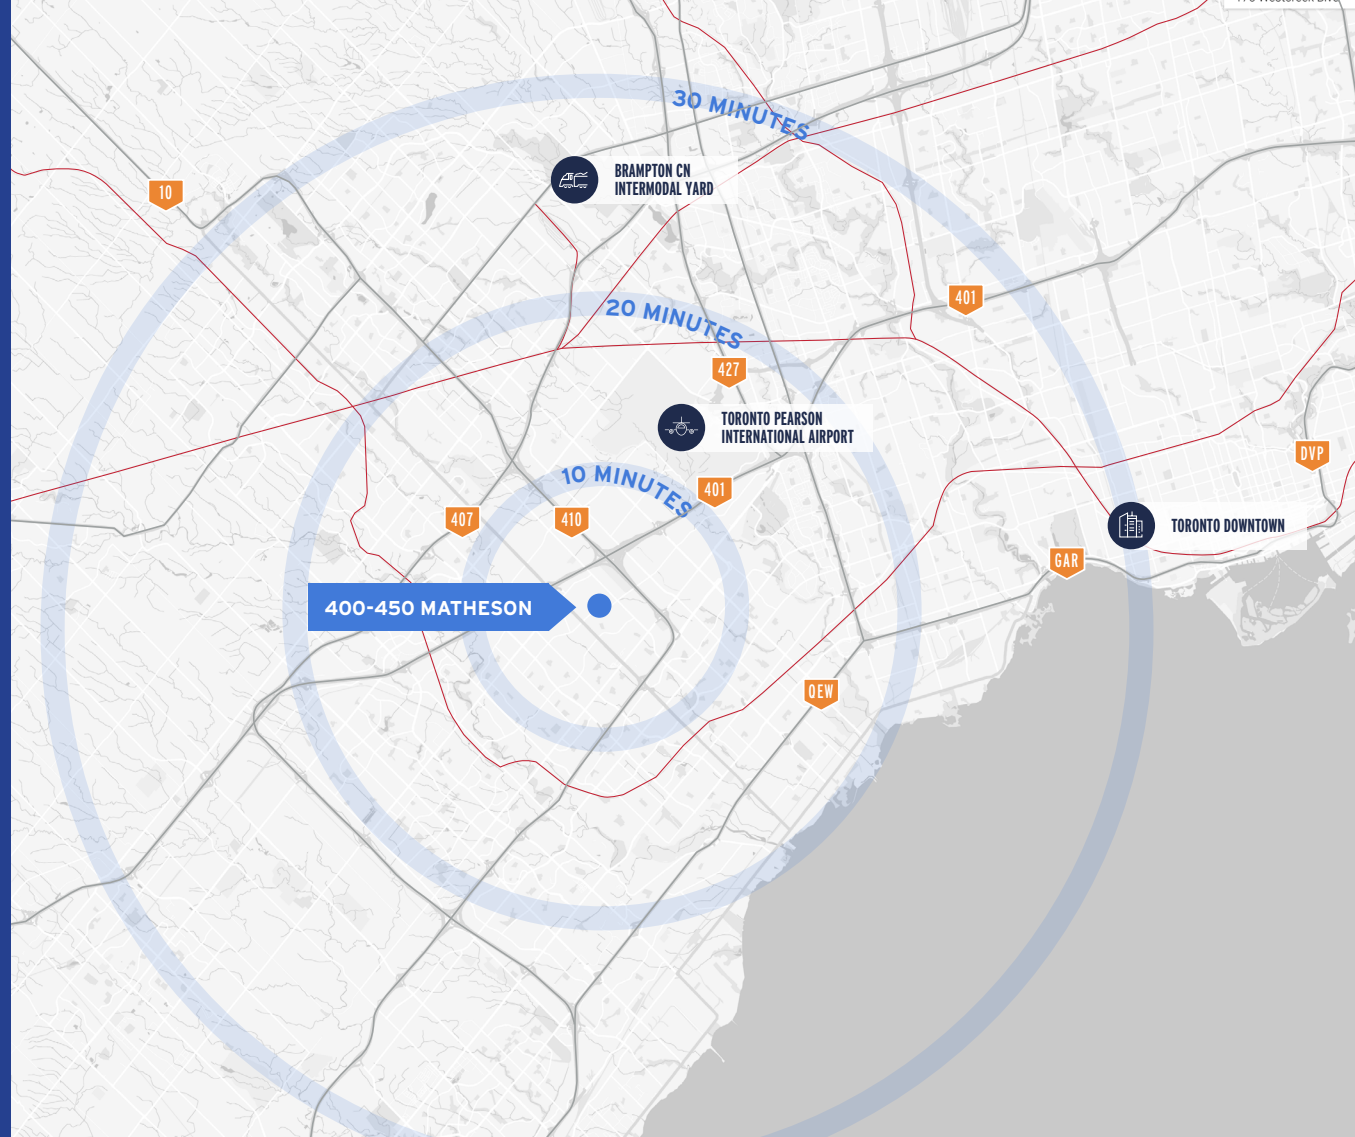 30 MINUTES
BRAMPTON CN
INTERMODAL YARD
10
401
20 MINUTES
427
TORONTO PEARSON
INTERNATIONAL AIRPORT
DVP
10 MINUTES
401
407
410
TORONTO DOWNTOWN
GAR
400-450 MATHESON
QEW